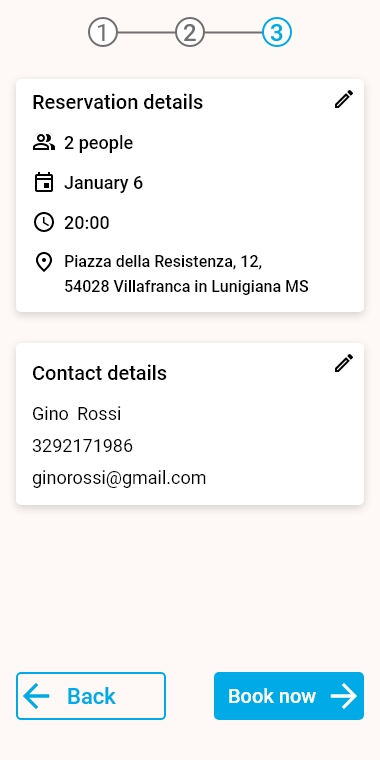 1 2 3
Reservation details
2 people
January 6
20:00
Piazza della Resistenza, 12,
54028 Villafranca in Lunigiana MS
Contact details
Gino  Rossi
3292171986
ginorossi@gmail.com
Back
Book now